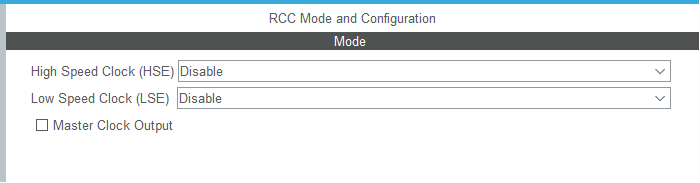 RCC Mode and Configuration
Mode
High Speed Clock (HSE) Disable
Low Speed Clock (LSE) Disable
Master Clock Output